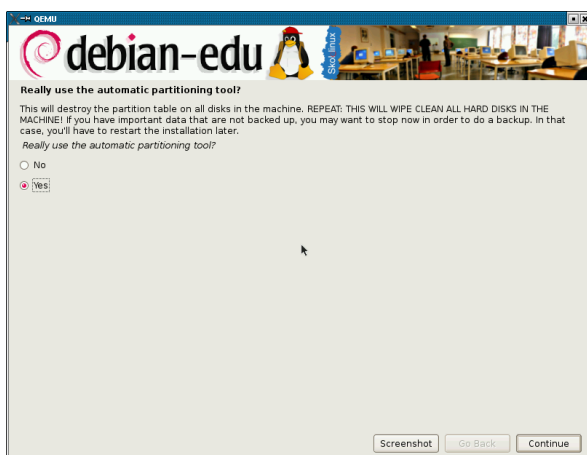 QEMU
debian-edu
Skolelinux
Really use the automatic partitioning tool?
This will destroy the partition table on all disks in the machine. REPEAT: THIS WILL WIPE CLEAN ALL HARD DISKS IN THE
MACHINE! If you have important data that are not backed up, you may want to stop now in order to do a backup. In that
case, you'll have to restart the installation later.
Really use the automatic partitioning tool?
No
Yes
Screenshot
Go Back
Continue